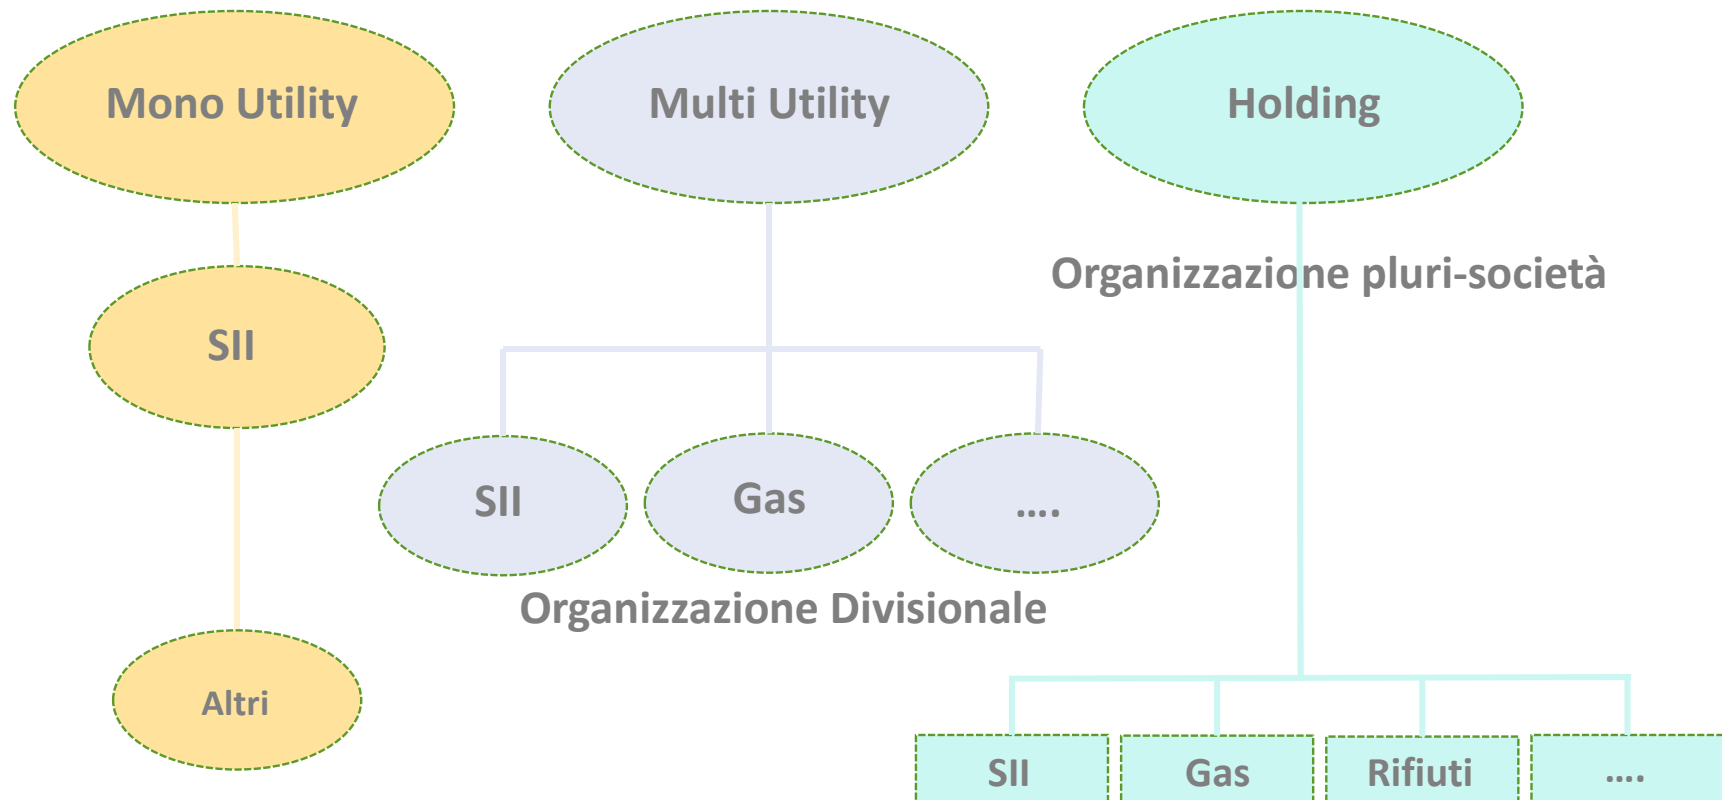 Mono Utility
Multi Utility
Holding
Organizzazione pluri-società
SII
SII
Gas
....
Organizzazione Divisionale
Altri
SII
Gas
Rifiuti
....